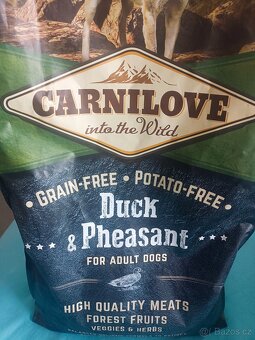 CARNILOVE
into the Wild
GRAIN-FREE • POTATO-FREE •
Duck
& Pheasant
FOR ADULT DOGS
HIGH QUALITY MEATS
FOREST FRUITS
VEGGIES & HERBS
Bazoš.cz